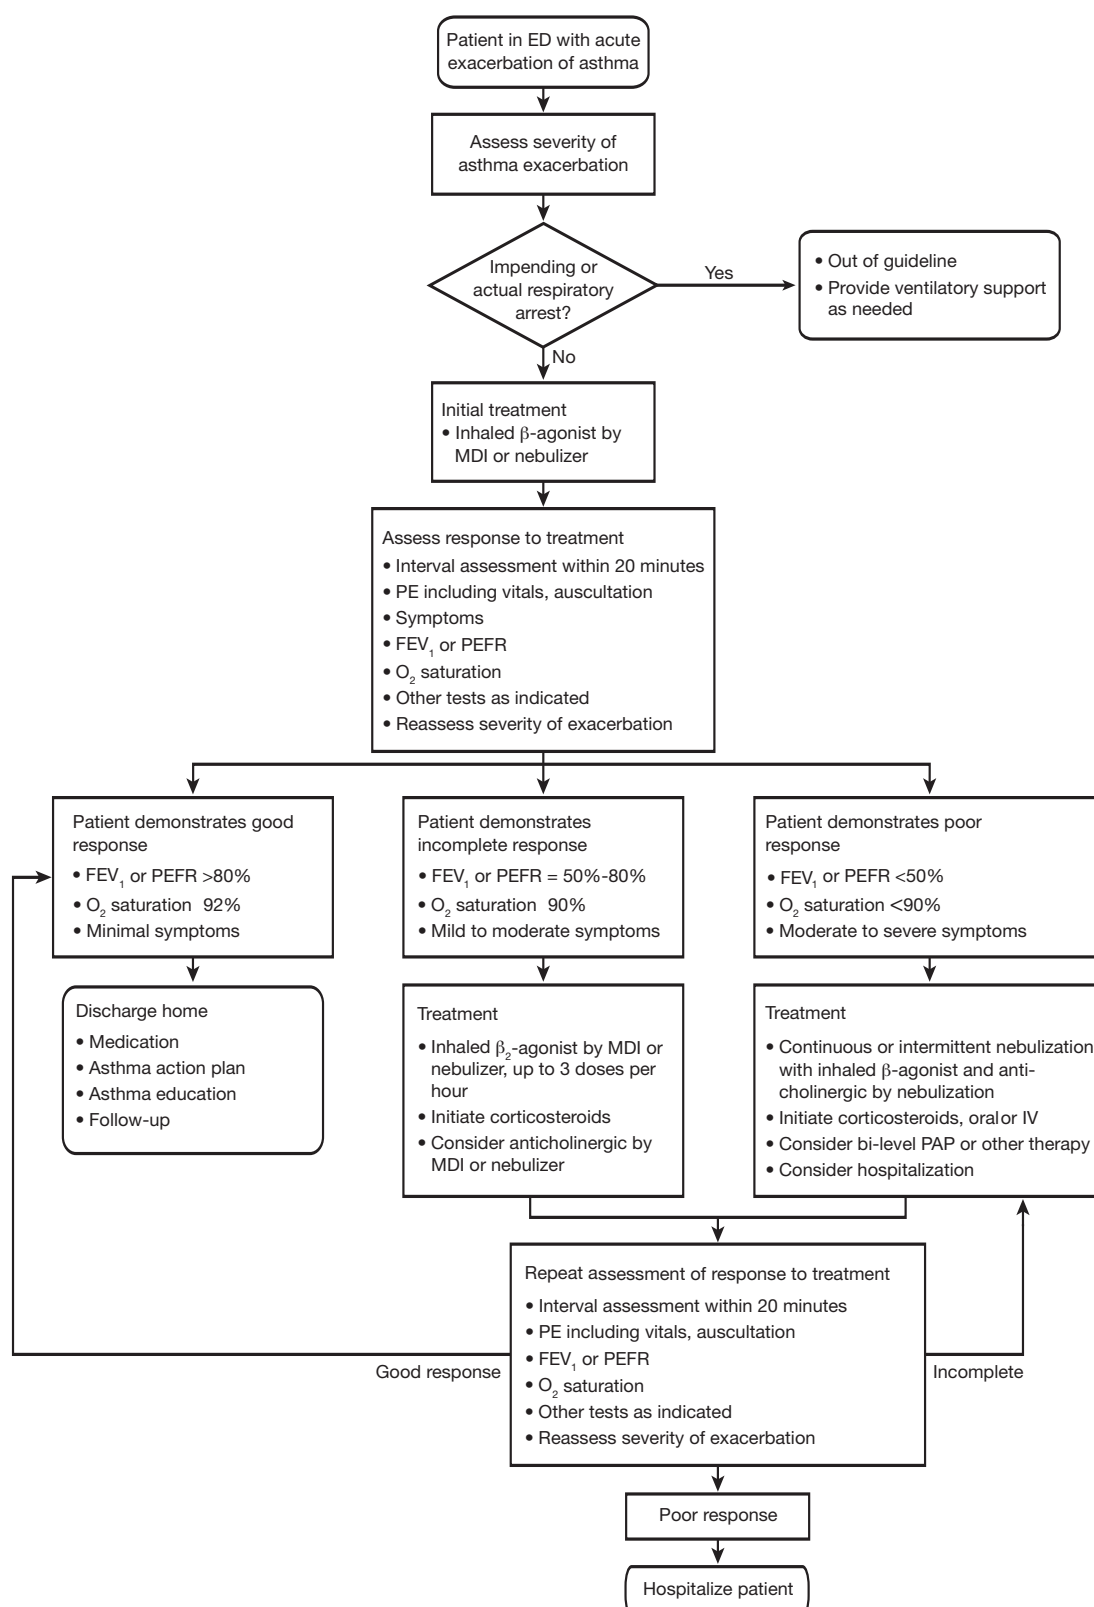 Patient in ED with acute
exacerbation of asthma
Assess severity of
asthma exacerbation
Impending or
actual respiratory
arrest?
Yes
• Out of guideline
• Provide ventilatory support
as needed
No
Initial treatment
• Inhaled β-agonist by
MDI or nebulizer
Assess response to treatment
• Interval assessment within 20 minutes
• PE including vitals, auscultation
• Symptoms
• FEV₁ or PEFR
• O₂ saturation
• Other tests as indicated
• Reassess severity of exacerbation
Patient demonstrates good
response
• FEV₁ or PEFR >80%
• O₂ saturation 92%
• Minimal symptoms
Patient demonstrates
incomplete response
• FEV₁ or PEFR = 50%-80%
• O₂ saturation 90%
• Mild to moderate symptoms
Patient demonstrates poor
response
• FEV₁ or PEFR <50%
• O₂ saturation <90%
• Moderate to severe symptoms
Discharge home
• Medication
• Asthma action plan
• Asthma education
• Follow-up
Treatment
• Inhaled β₂-agonist by MDI or
nebulizer, up to 3 doses per
hour
• Initiate corticosteroids
• Consider anticholinergic by
MDI or nebulizer
Treatment
• Continuous or intermittent nebulization
with inhaled β-agonist and anti-
cholinergic by nebulization
• Initiate corticosteroids, oral or IV
• Consider bi-level PAP or other therapy
• Consider hospitalization
Repeat assessment of response to treatment
• Interval assessment within 20 minutes
• PE including vitals, auscultation
• FEV₁ or PEFR
• O₂ saturation
• Other tests as indicated
• Reassess severity of exacerbation
Good response
Incomplete
Poor response
Hospitalize patient